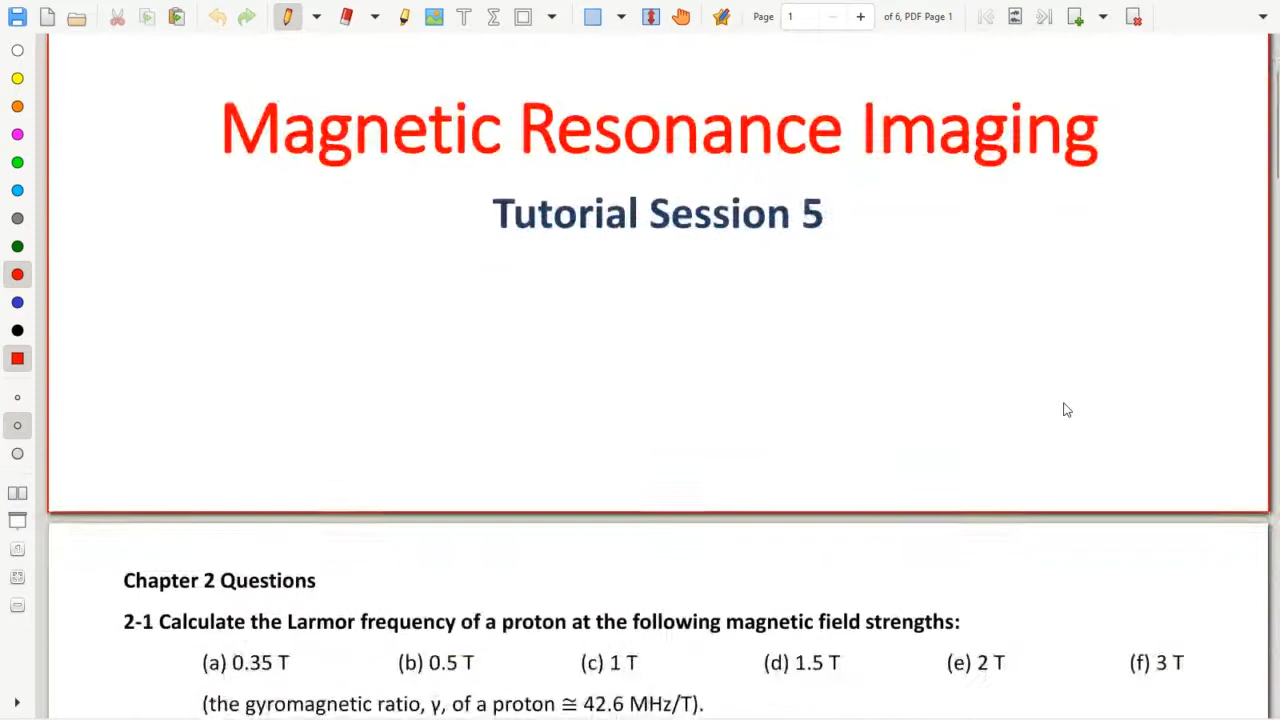 Page 1 of 6, PDF Page 1
Magnetic Resonance Imaging
Tutorial Session 5
Chapter 2 Questions
2-1 Calculate the Larmor frequency of a proton at the following magnetic field strengths:
(a) 0.35 T (b) 0.5 T (c) 1 T (d) 1.5 T (e) 2 T (f) 3 T
(the gyromagnetic ratio, γ, of a proton ≅ 42.6 MHz/T).